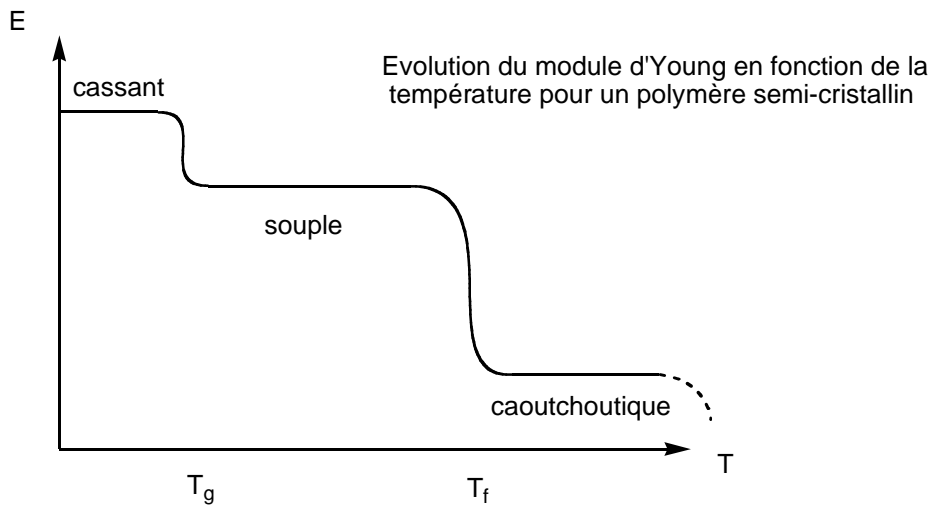 E
cassant
Evolution du module d'Young en fonction de la
température pour un polymère semi-cristallin
souple
caoutchoutique
T
Tg
Tf